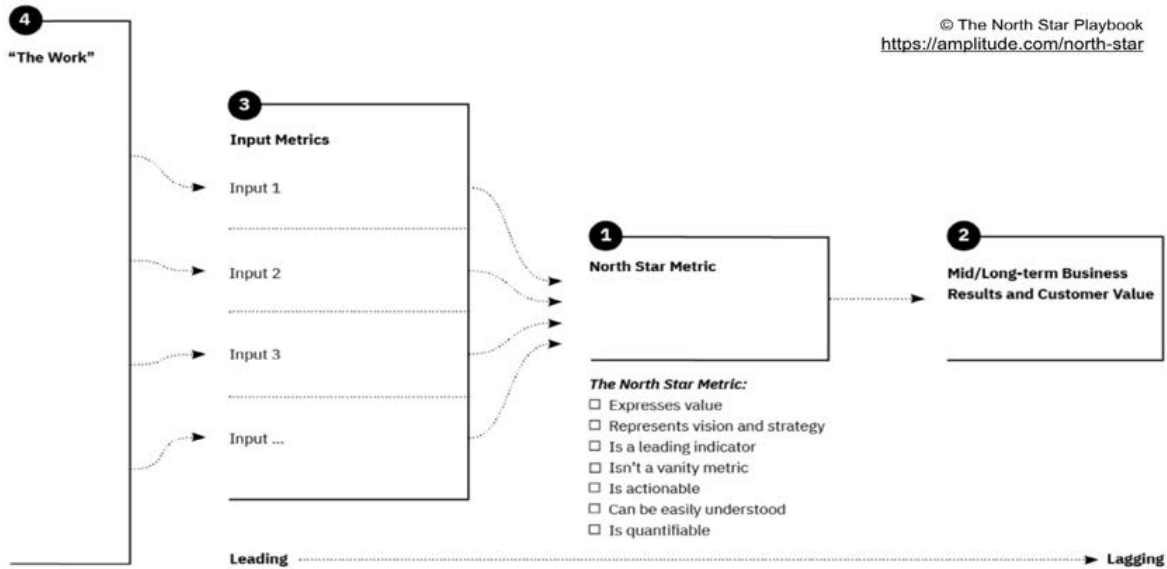 4
“The Work”
© The North Star Playbook
https://amplitude.com/north-star
3
Input Metrics
Input 1
Input 2
Input 3
Input ...
1
North Star Metric
2
Mid/Long-term Business
Results and Customer Value
The North Star Metric:
Expresses value
Represents vision and strategy
Is a leading indicator
Isn’t a vanity metric
Is actionable
Can be easily understood
Is quantifiable
Leading
Lagging